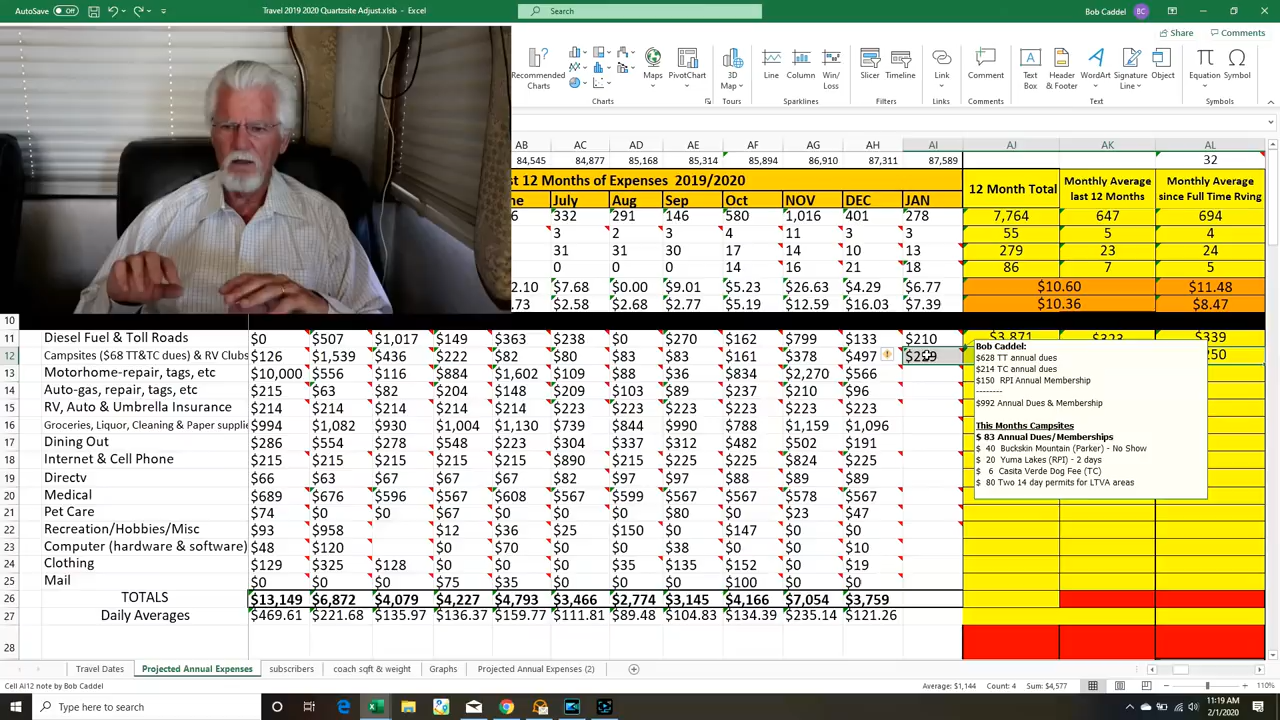 Travel 2019 2020 Quartzsite Adjust.xlsb - Excel
Search
Bob Caddel
BC
Share
Comments
Recommended Charts
Maps
PivotChart
3D Map
Line
Column
Win/Loss
Slicer
Timeline
Link
Comment
Text Box
Header & Footer
WordArt
Signature Line
Object
Equation
Symbol
Charts
Tours
Sparklines
Filters
Links
Comments
Text
Symbols
AB AC AD AE AF AG AH AI AJ AK AL
84,545 84,877 85,168 85,314 85,894 86,910 87,311 87,589 32
st 12 Months of Expenses 2019/2020 12 Month Total Monthly Average last 12 Months Monthly Average since Full Time Rving
ne July Aug Sep Oct NOV DEC JAN
6 332 291 146 580 1,016 401 278 7,764 647 694
3 2 3 4 11 3 3 55 5 4
31 31 30 17 14 10 13 279 23 24
0 0 0 14 16 21 18 86 7 5
2.10 $7.68 $0.00 $9.01 $5.23 $26.63 $4.29 $6.77 $10.60 $11.48
.73 $2.58 $2.68 $2.77 $5.19 $12.59 $16.03 $7.39 $10.36 $8.47
10
11 Diesel Fuel & Toll Roads $0 $507 $1,017 $149 $363 $238 $0 $270 $162 $799 $133 $210 $3,871 $323 $339
12 Campsites ($68 TT&TC dues) & RV Clubs $126 $1,539 $436 $222 $82 $80 $83 $83 $161 $378 $497 $229 250
13 Motorhome-repair, tags, etc $10,000 $556 $116 $884 $1,602 $109 $88 $36 $834 $2,270 $566
14 Auto-gas, repair, tags, etc $215 $63 $82 $204 $148 $209 $103 $89 $237 $210 $96
15 RV, Auto & Umbrella Insurance $214 $214 $214 $214 $214 $223 $223 $223 $223 $223 $223
16 Groceries, Liquor, Cleaning & Paper supplie $994 $1,082 $930 $1,004 $1,130 $739 $844 $990 $788 $1,159 $1,096
17 Dining Out $286 $554 $278 $548 $223 $304 $337 $312 $482 $502 $191
18 Internet & Cell Phone $215 $215 $215 $215 $215 $890 $215 $215 $215 $824 $225
19 Directv $66 $63 $67 $67 $67 $82 $67 $88 $88 $89 $89
20 Medical $689 $676 $596 $567 $608 $567 $599 $596 $567 $578 $567
21 Pet Care $74 $0 $0 $67 $0 $0 $0 $80 $0 $23 $47
22 Recreation/Hobbies/Misc $93 $958 $12 $36 $25 $150 $0 $147 $0 $0
23 Computer (hardware & software) $48 $120 $0 $70 $0 $0 $38 $0 $0 $10
24 Clothing $129 $325 $128 $0 $0 $0 $35 $135 $152 $0 $19
25 Mail $0 $0 $0 $75 $35 $0 $0 $0 $100 $0 $0
26 TOTALS $13,149 $6,872 $4,079 $4,227 $4,793 $3,466 $2,774 $3,145 $4,166 $7,054 $3,759
27 Daily Averages $469.61 $221.68 $135.97 $136.37 $159.77 $111.81 $89.48 $104.83 $134.39 $235.14 $121.26
28
Bob Caddel:
$628 TT annual dues
$214 TC annual dues
$150 RPI Annual Membership
--------
$992 Annual Dues & Membership
This Months Campsites
$ 83 Annual Dues/Memberships
$ 40 Buckskin Mountain (Parker) - No Show
$ 20 Yuma Lakes (RPI) - 2 days
$ 6 Casita Verde Dog Fee (TC)
$ 80 Two 14 day permits for LTVA areas
Travel Dates Projected Annual Expenses subscribers coach sqft & weight Graphs Projected Annual Expenses (2)
Cell AI12 note by Bob Caddel Average: $1,144 Count: 4 Sum: $4,577 110%
Type here to search
11:19 AM
2/1/2020